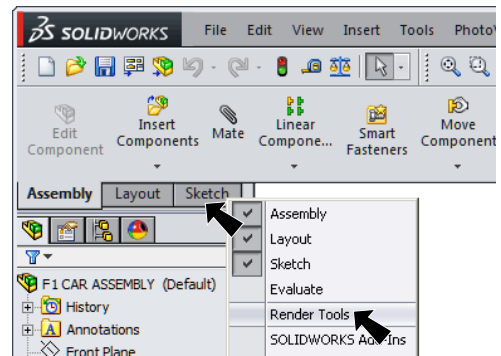 SOLIDWORKS File Edit View Insert Tools
Edit Component
Insert Components
Mate
Linear Compone...
Smart Fasteners
Move Component
Assembly Layout Sketch
Assembly
Layout
Sketch
Evaluate
Render Tools
SOLIDWORKS Add-Ins
F1 CAR ASSEMBLY (Default)
History
A Annotations
Front Plane